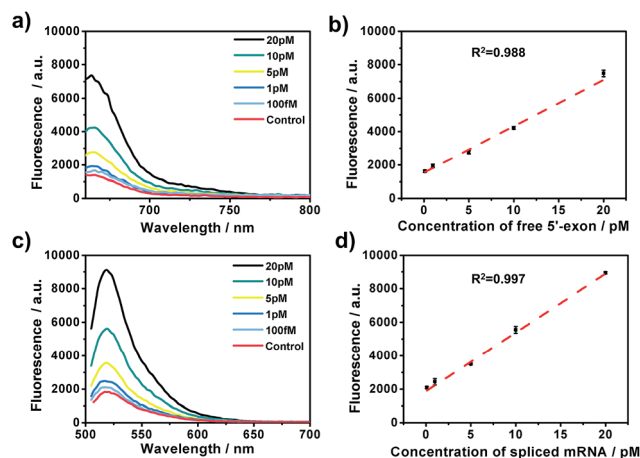 a)
10000
8000
6000
4000
2000
0
Fluorescence / a.u.
20pM
10pM
5pM
1pM
100fM
Control
700
750
800
Wavelength / nm
b)
10000
8000
6000
4000
2000
0
Fluorescence / a.u.
R²=0.988
0
5
10
15
20
Concentration of free 5'-exon / pM
c)
10000
8000
6000
4000
2000
0
Fluorescence / a.u.
20pM
10pM
5pM
1pM
100fM
Control
500
550
600
650
700
Wavelength / nm
d)
10000
8000
6000
4000
2000
0
Fluorescence / a.u.
R²=0.997
0
5
10
15
20
Concentration of spliced mRNA / pM